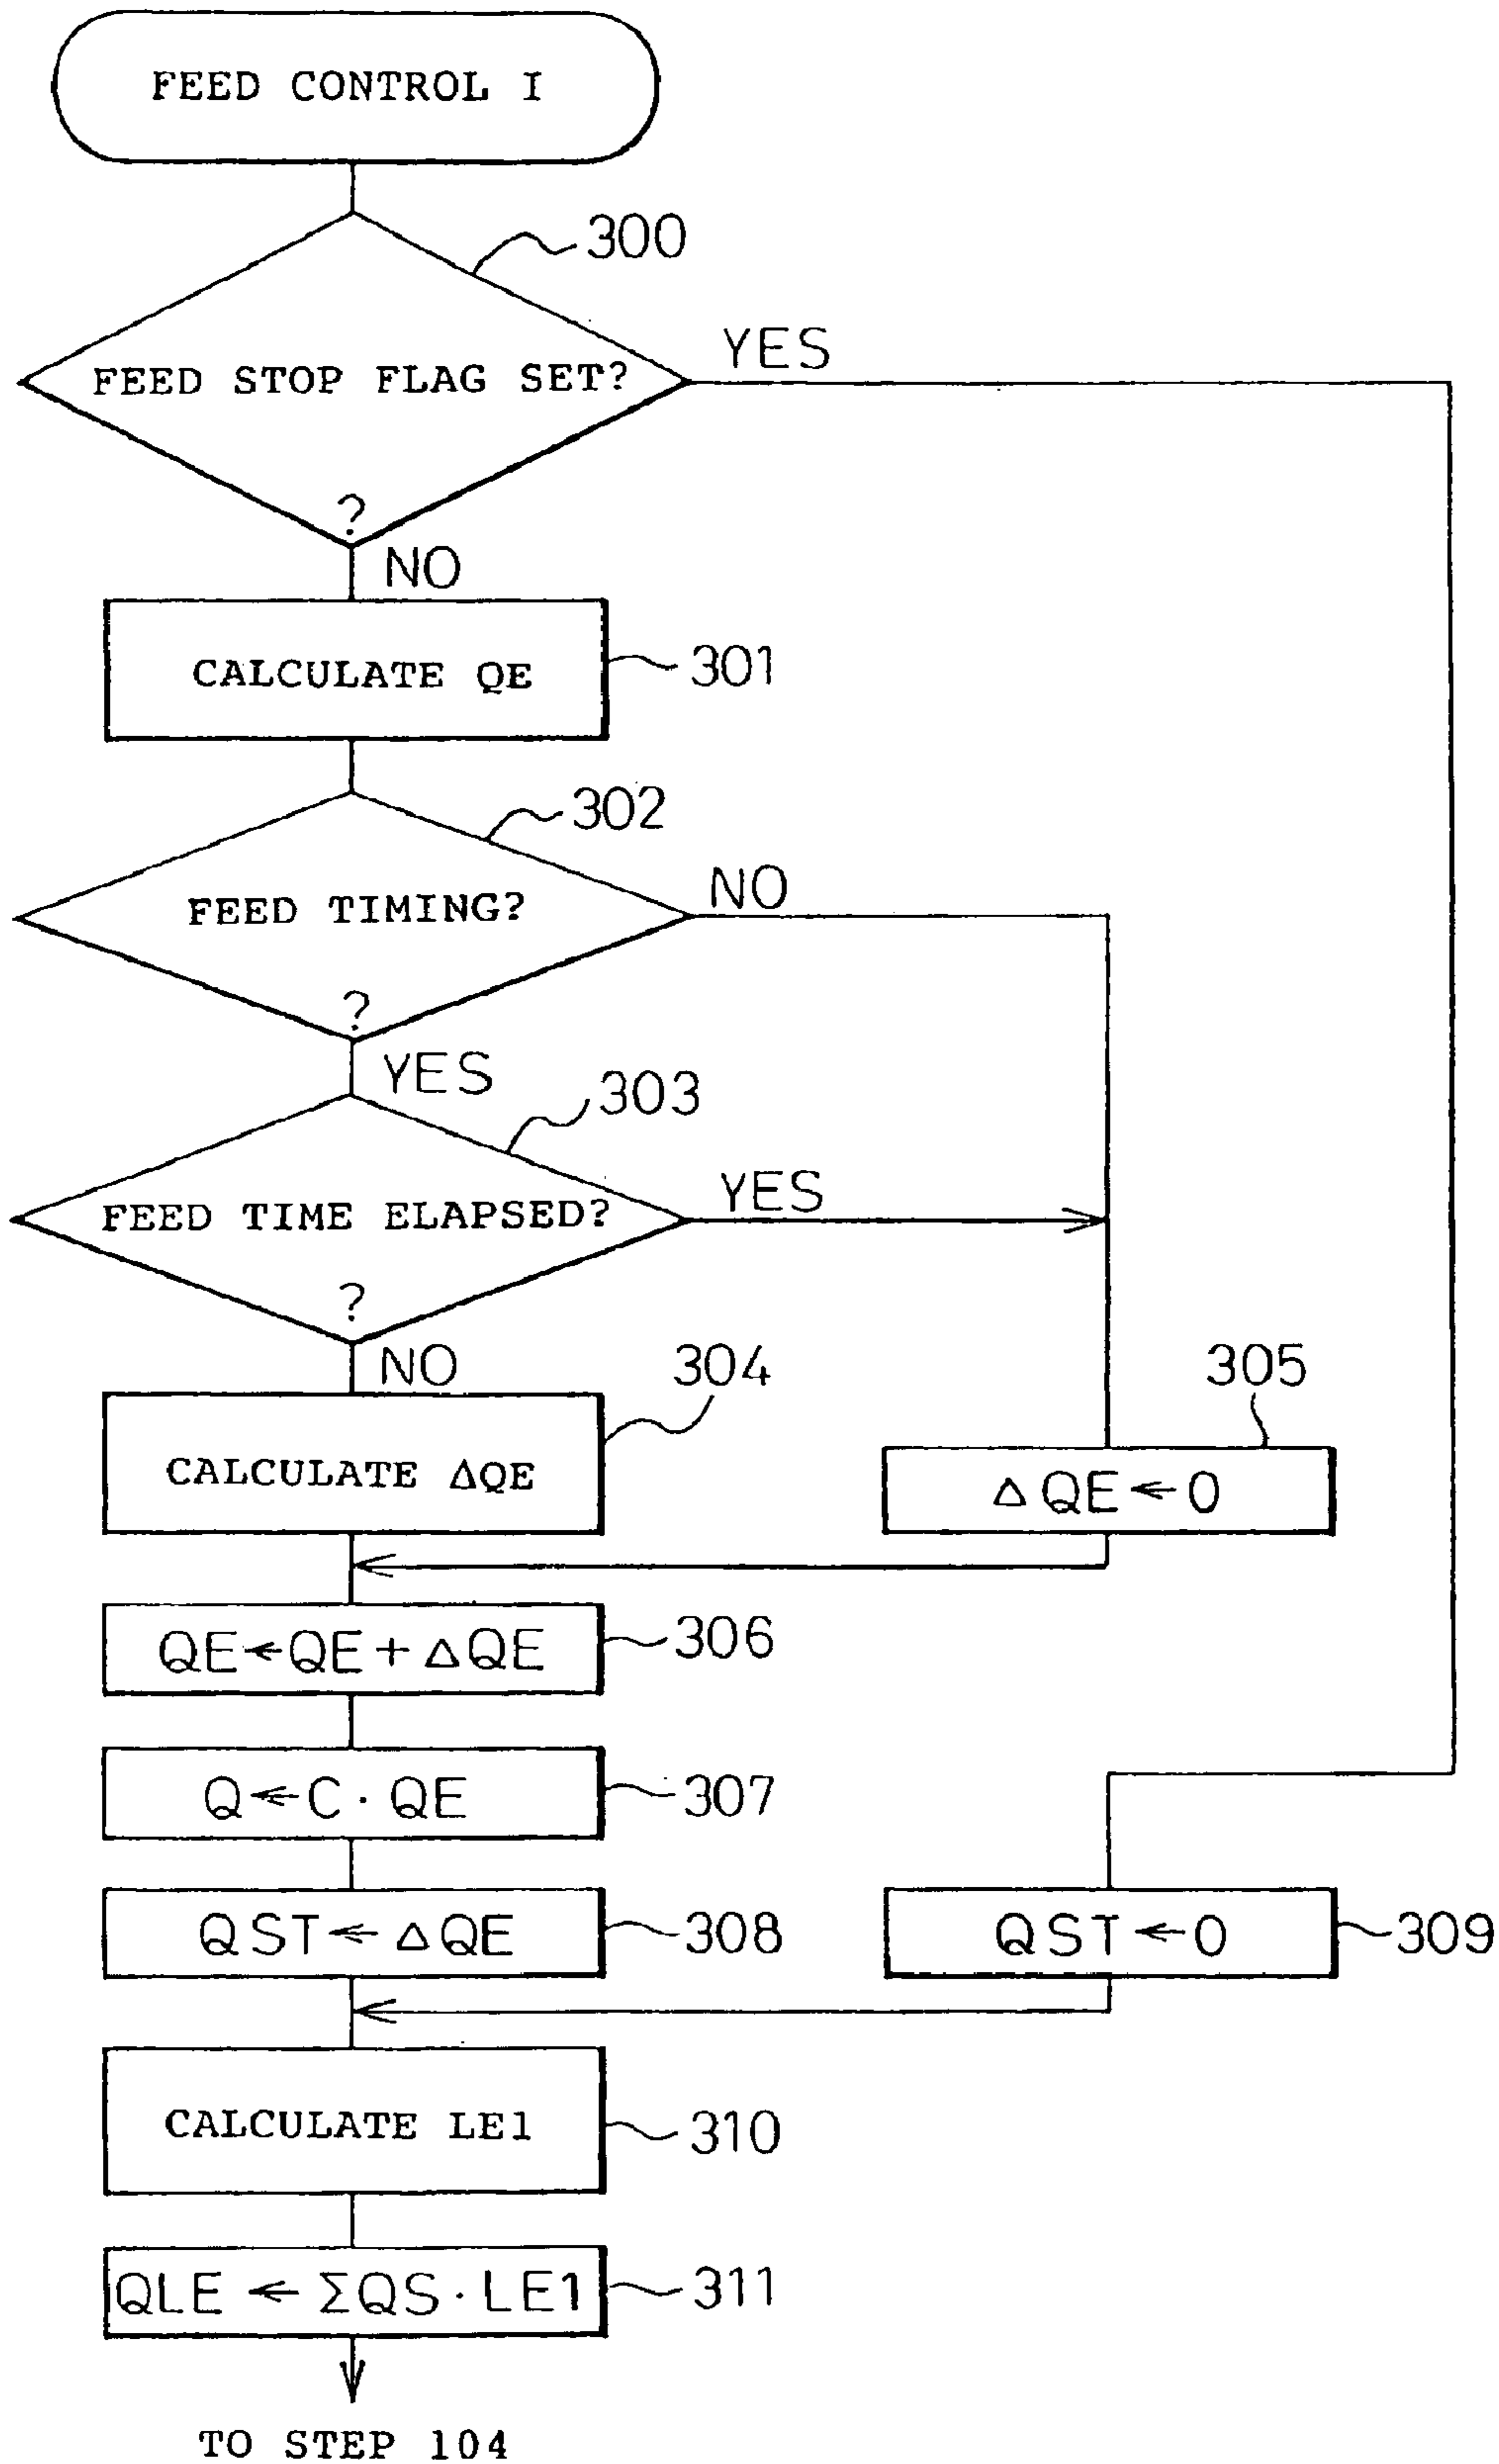 FEED CONTROL I
300
FEED STOP FLAG SET?
YES
?
NO
CALCULATE QE
301
302
FEED TIMING?
NO
?
YES
303
FEED TIME ELAPSED?
YES
?
NO
304
305
CALCULATE ΔQE
ΔQE←0
QE←QE+ΔQE
306
Q←C·QE
307
QST←ΔQE
308
QST←0
309
CALCULATE LE1
310
QLE ← ΣQS·LE1
311
TO STEP 104